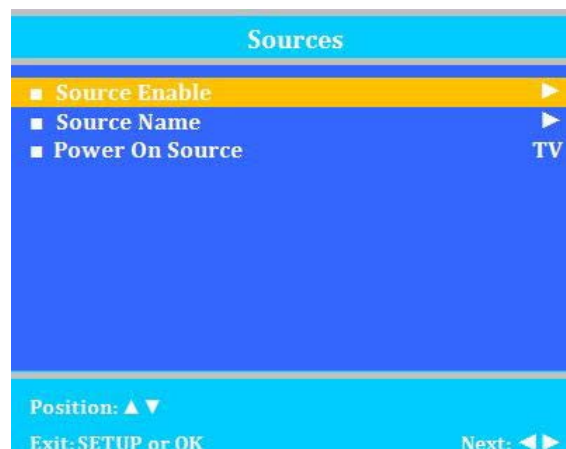 Sources
■ Source Enable ▶
■ Source Name ▶
■ Power On Source TV
Position: ▲ ▼
Exit: SETUP or OK Next: ◀ ▶